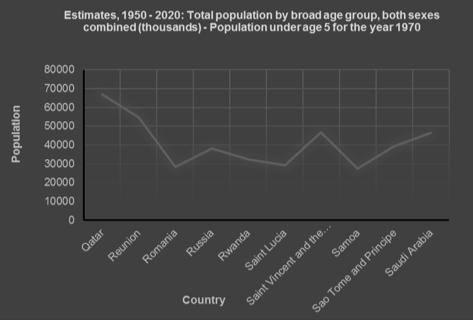 Estimates, 1950 - 2020: Total population by broad age group, both sexes
combined (thousands) - Population under age 5 for the year 1970
Population
80000
70000
60000
50000
40000
30000
20000
10000
0
Qatar
Reunion
Romania
Russia
Rwanda
Saint Lucia
Saint Vincent and the...
Samoa
Sao Tome and Principe
Saudi Arabia
Country